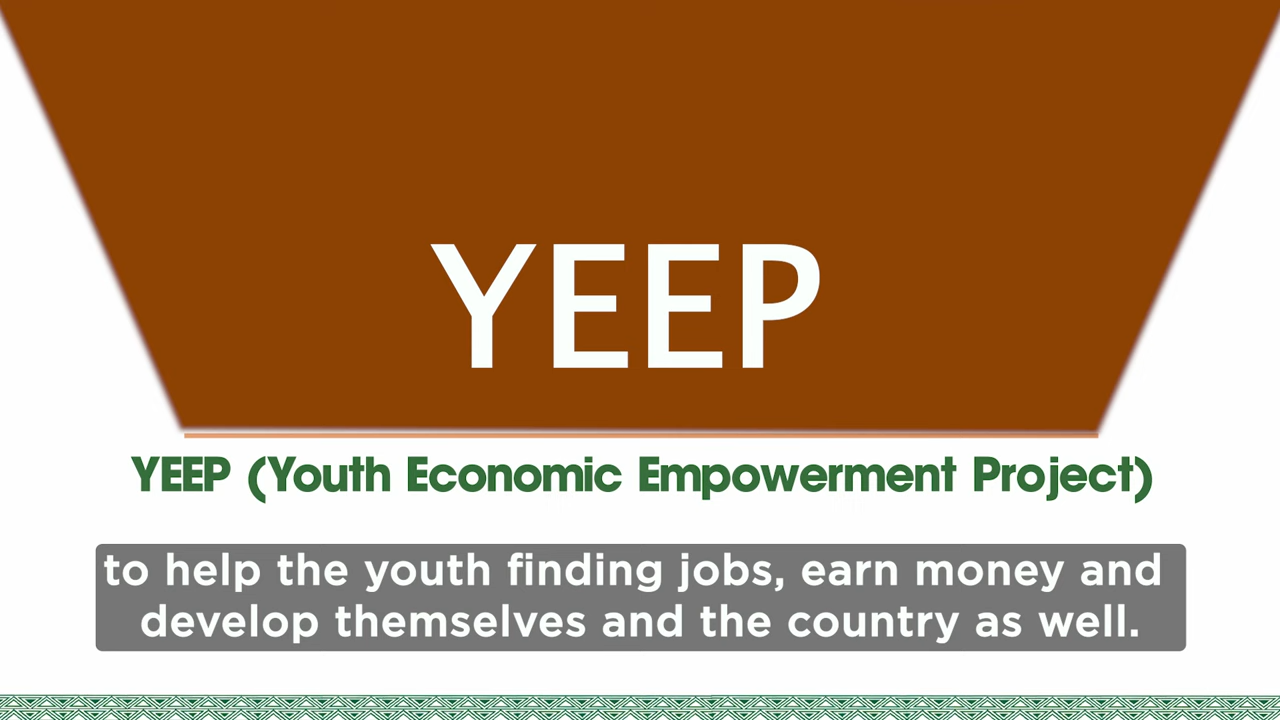 YEEP
YEEP (Youth Economic Empowerment Project)
to help the youth finding jobs, earn money and
develop themselves and the country as well.